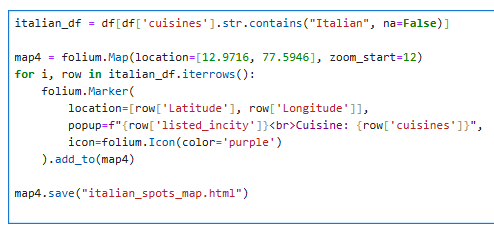 italian_df = df[df['cuisines'].str.contains("Italian", na=False)]

map4 = folium.Map(location=[12.9716, 77.5946], zoom_start=12)
for i, row in italian_df.iterrows():
    folium.Marker(
        location=[row['Latitude'], row['Longitude']],
        popup=f"{row['listed_incity']}<br>Cuisine: {row['cuisines']}",
        icon=folium.Icon(color='purple')
    ).add_to(map4)

map4.save("italian_spots_map.html")